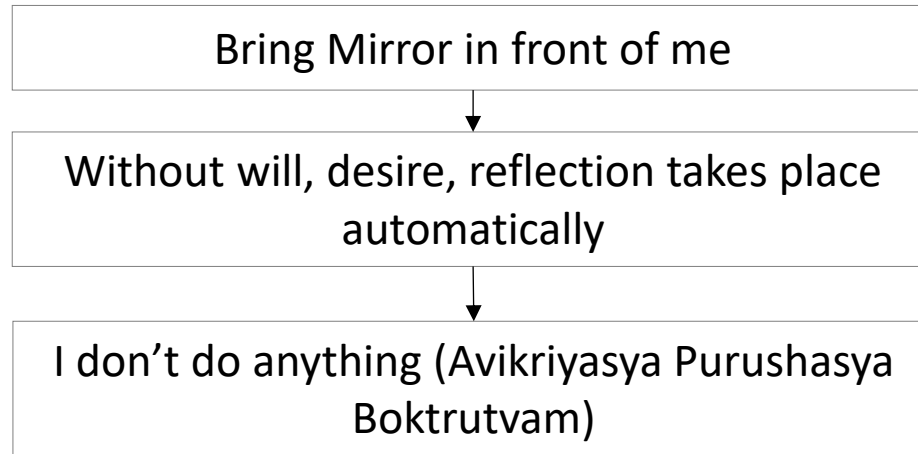 Bring Mirror in front of me
Without will, desire, reflection takes place
automatically
I don’t do anything (Avikriyasya Purushasya
Boktrutvam)